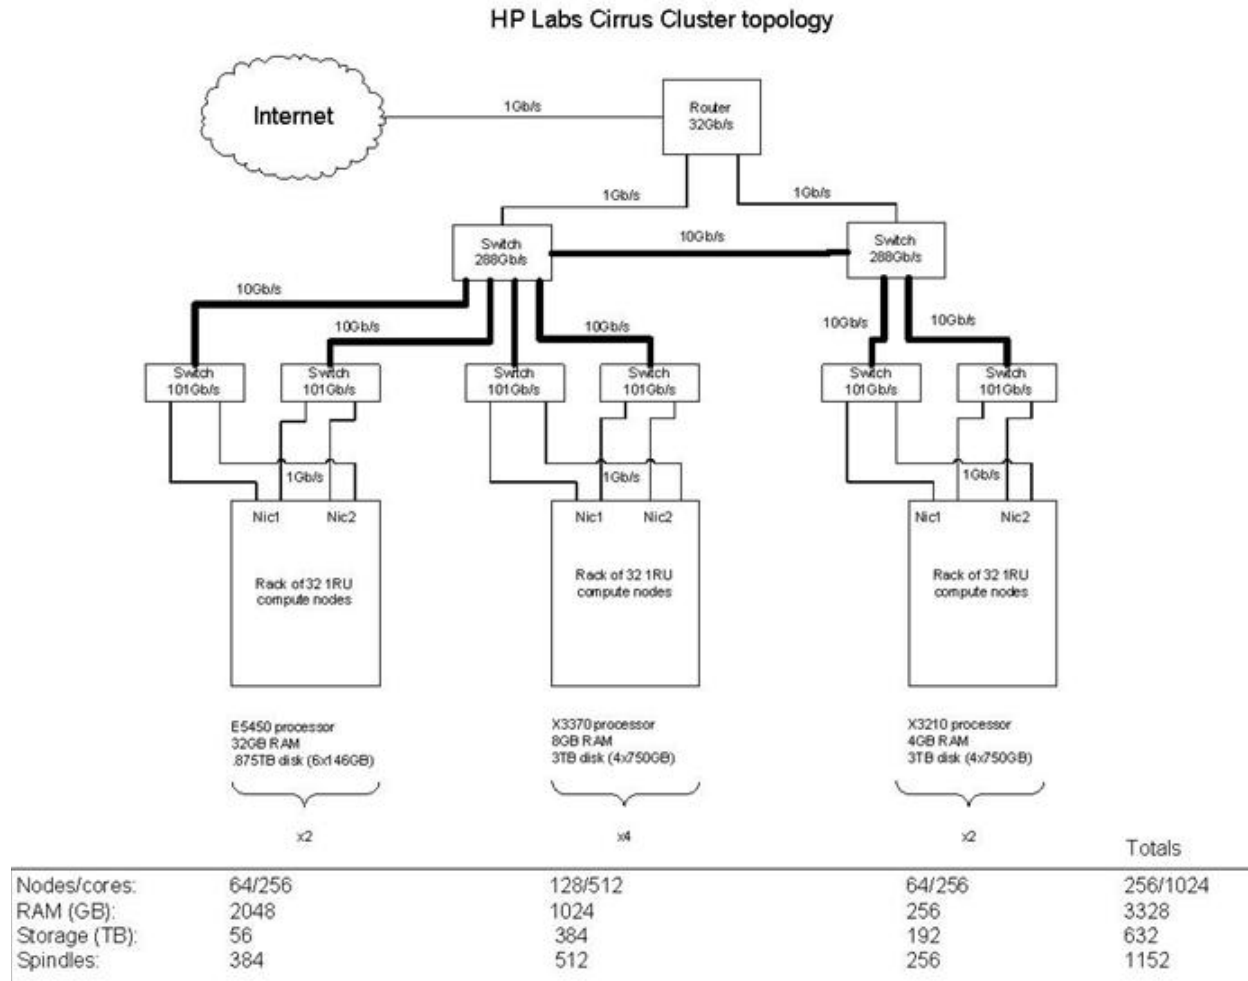 HP Labs Cirrus Cluster topology
Internet
1Gb/s
Router
32Gb/s
1Gb/s
1Gb/s
Switch
288Gb/s
10Gb/s
Switch
288Gb/s
10Gb/s
10Gb/s
10Gb/s
10Gb/s
10Gb/s
Switch
101Gb/s
Switch
101Gb/s
Switch
101Gb/s
Switch
101Gb/s
Switch
101Gb/s
Switch
101Gb/s
1Gb/s
1Gb/s
1Gb/s
Nic1 Nic2
Nic1 Nic2
Nic1 Nic2
Rack of 32 1RU
compute nodes
Rack of 32 1RU
compute nodes
Rack of 32 1RU
compute nodes
E5450 processor
32GB RAM
.875TB disk (6x146GB)
X3370 processor
8GB RAM
3TB disk (4x750GB)
X3210 processor
4GB RAM
3TB disk (4x750GB)
x2 x4 x2
Totals
Nodes/cores: 64/256 128/512 64/256 256/1024
RAM (GB): 2048 1024 256 3328
Storage (TB): 56 384 192 632
Spindles: 384 512 256 1152